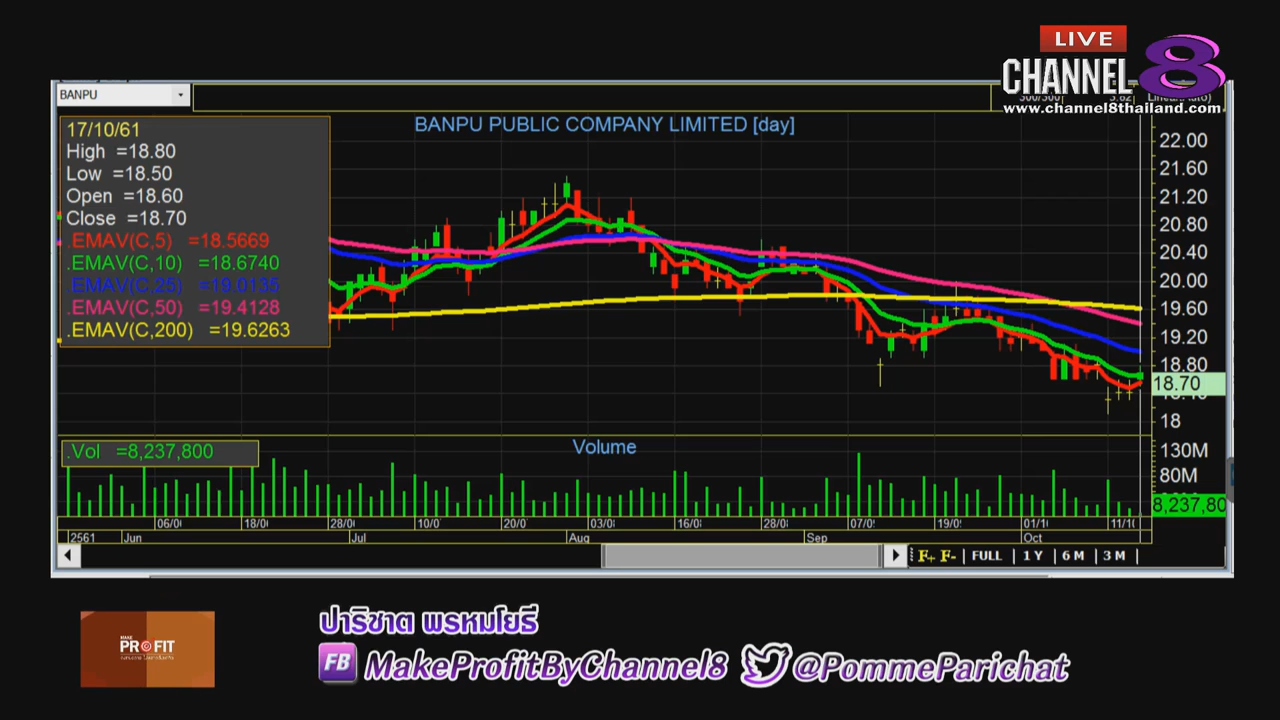 LIVE
CHANNEL 8
www.channel8thailand.com
BANPU
BANPU PUBLIC COMPANY LIMITED [day]
17/10/61
High =18.80
Low =18.50
Open =18.60
Close =18.70
.EMAV(C,5) =18.5669
.EMAV(C,10) =18.6740
.EMAV(C,25) =19.0135
.EMAV(C,50) =19.4128
.EMAV(C,200) =19.6263
22.00
21.60
21.20
20.80
20.40
20.00
19.60
19.20
18.80
18.70
18
.Vol =8,237,800
Volume
130M
80M
8,237,80
06/0 18/0 28/0 10/0 20/0 03/0 16/0 28/0 07/0 19/0 01/1 11/1
2561 Jun Jul Aug Sep Oct
F+ F- | FULL | 1 Y | 6 M | 3 M |
MAKE
PROFIT
ปาริชาต พรหมโยธี
FB MakeProfitByChannel8 @PommeParichat